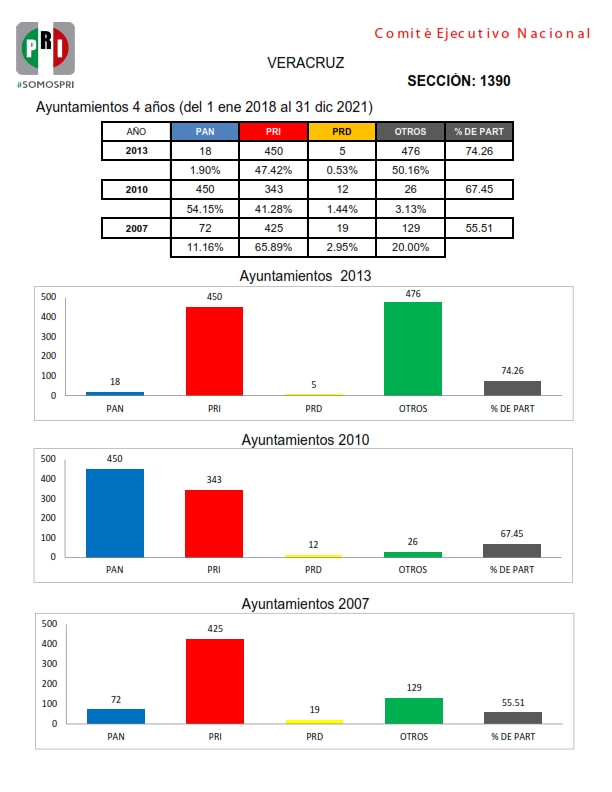 Comité Ejecutivo Nacional
PRI
#SOMOSPRI
VERACRUZ
SECCIÓN: 1390
Ayuntamientos 4 años (del 1 ene 2018 al 31 dic 2021)
AÑO PAN PRI PRD OTROS % DE PART
2013 18 450 5 476 74.26
1.90% 47.42% 0.53% 50.16%
2010 450 343 12 26 67.45
54.15% 41.28% 1.44% 3.13%
2007 72 425 19 129 55.51
11.16% 65.89% 2.95% 20.00%
Ayuntamientos 2013
500
400
300
200
100
0
18 450 5 476 74.26
PAN PRI PRD OTROS % DE PART
Ayuntamientos 2010
500
400
300
200
100
0
450 343 12 26 67.45
PAN PRI PRD OTROS % DE PART
Ayuntamientos 2007
500
400
300
200
100
0
72 425 19 129 55.51
PAN PRI PRD OTROS % DE PART